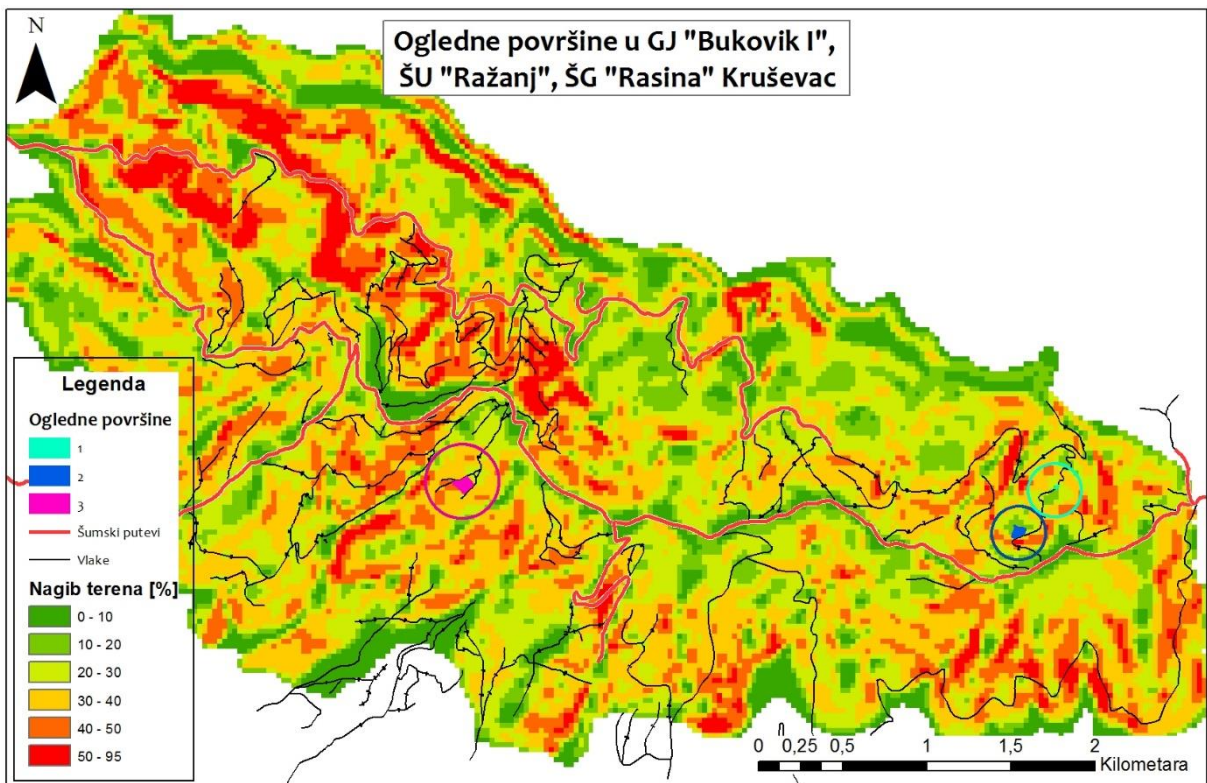 N
Ogledne površine u GJ "Bukovik I",
ŠU "Ražanj", ŠG "Rasina" Kruševac
Legenda
Ogledne površine
1
2
3
Šumski putevi
Vlake
Nagib terena [%]
0 - 10
10 - 20
20 - 30
30 - 40
40 - 50
50 - 95
0 0,25 0,5 1 1,5 2
Kilometara